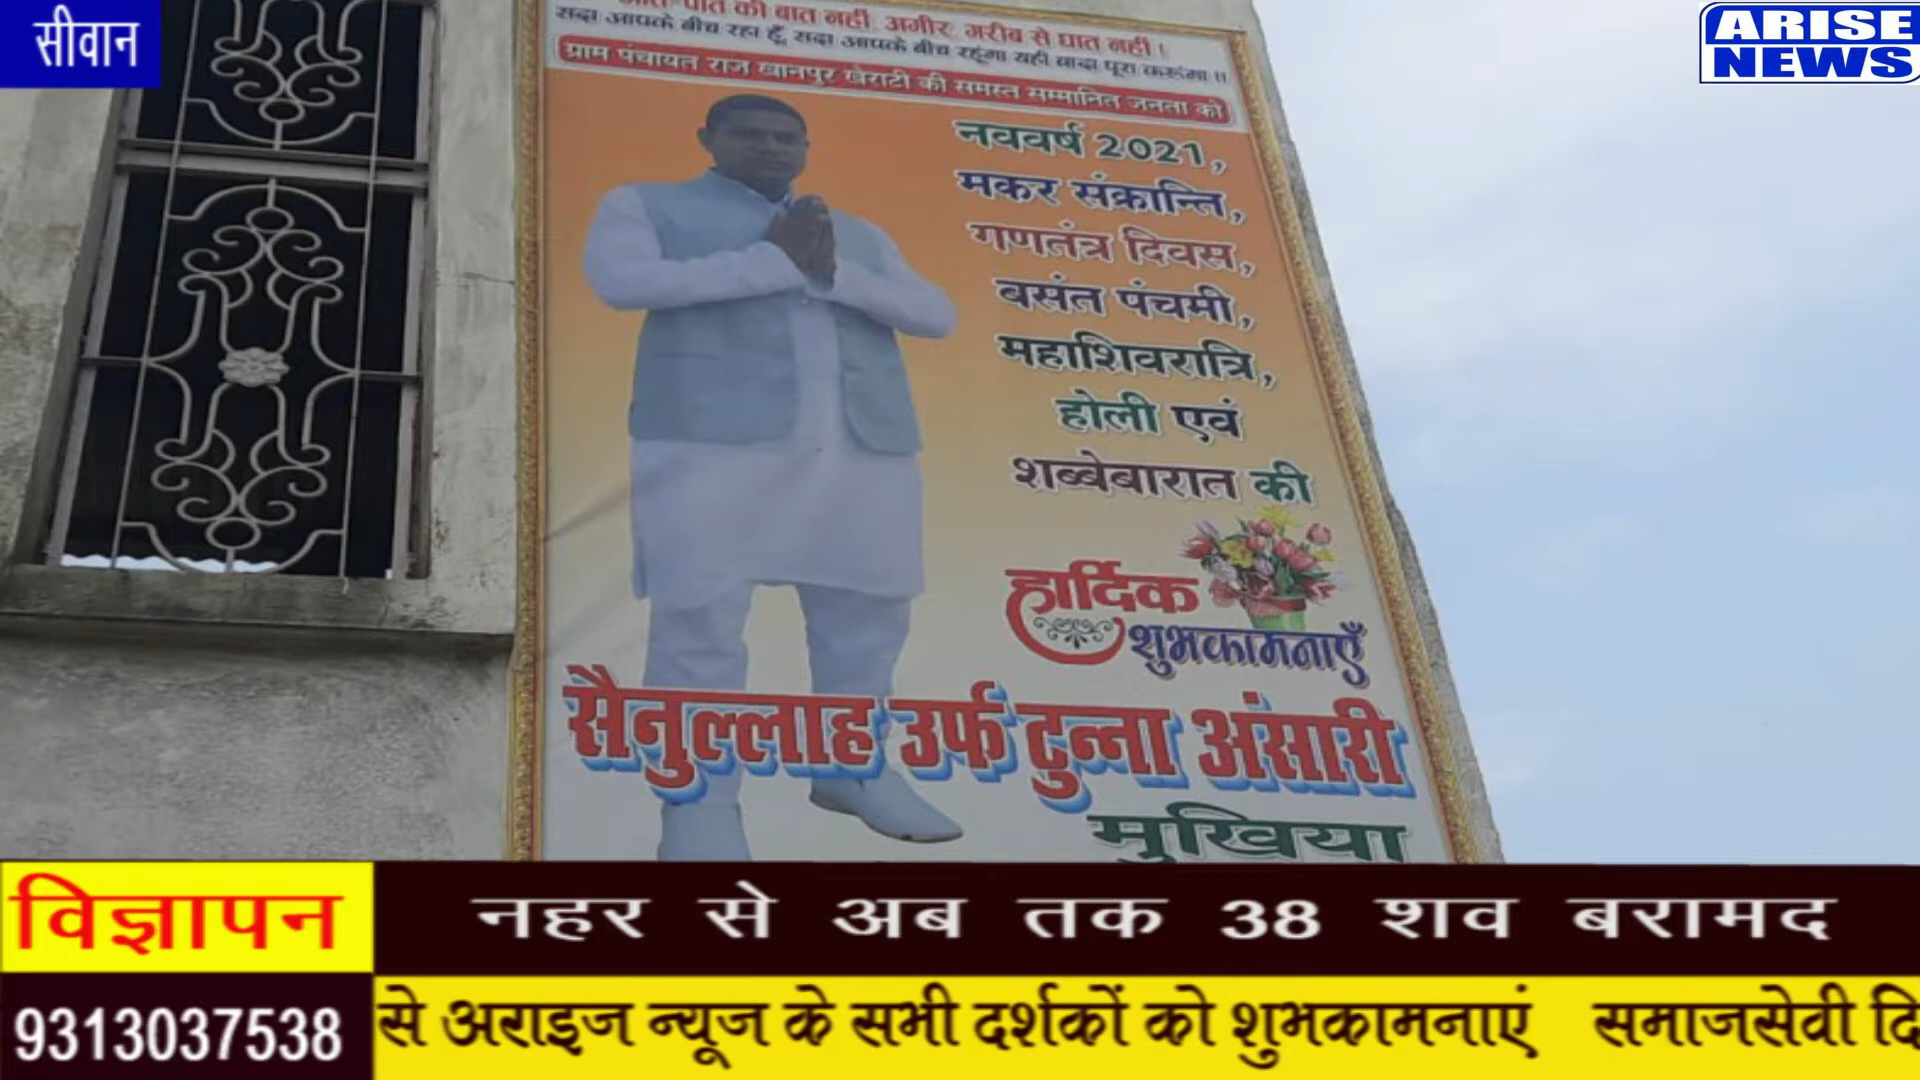 सीवान
ARISE
NEWS
की बात नहीं, अमीर, गरीब से घात नहीं !
सदा आपके बीच रहा हूँ, सदा आपके बीच रहूंगा यही वादा पूरा करूंगा !!
ग्राम पंचायत राज खानपुर खैराटी की समस्त सम्मानित जनता को
नववर्ष 2021,
मकर संक्रान्ति,
गणतंत्र दिवस,
बसंत पंचमी,
महाशिवरात्रि,
होली एवं
शब्बेबारात की
हार्दिक
शुभकामनाएँ
सैनुल्लाह उर्फ टुन्ना अंसारी
मुखिया
विज्ञापन
नहर से अब तक 38 शव बरामद
9313037538
से अराइज न्यूज के सभी दर्शकों को शुभकामनाएं समाजसेवी दि